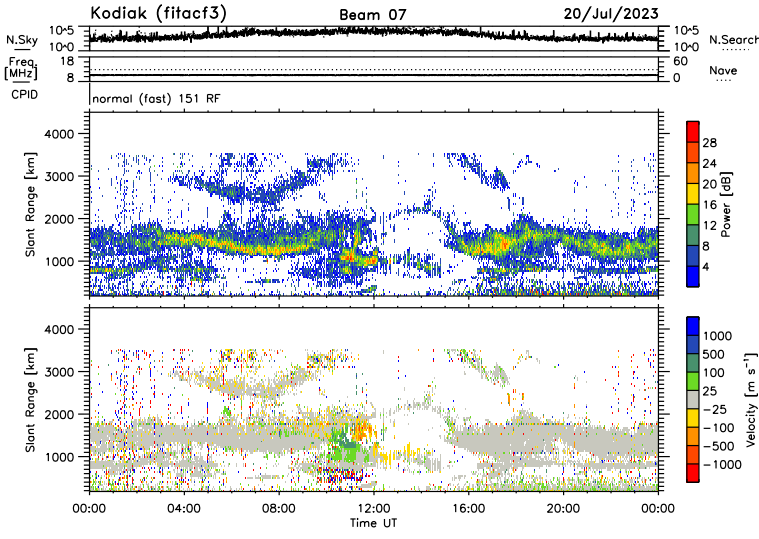 Kodiak (fitacf3) Beam 07 20/Jul/2023
N.Sky 10^5 10^0 10^5 10^0 N.Search
Freq. [MHz] 18 8 60 0 Nave
CPID normal (fast) 151 RF
Slant Range [km] 4000 3000 2000 1000
Power [dB] 28 24 20 16 12 8 4
Slant Range [km] 4000 3000 2000 1000
Velocity [m s⁻¹] 1000 500 100 25 −25 −100 −500 −1000
00:00 04:00 08:00 12:00 16:00 20:00 00:00
Time UT